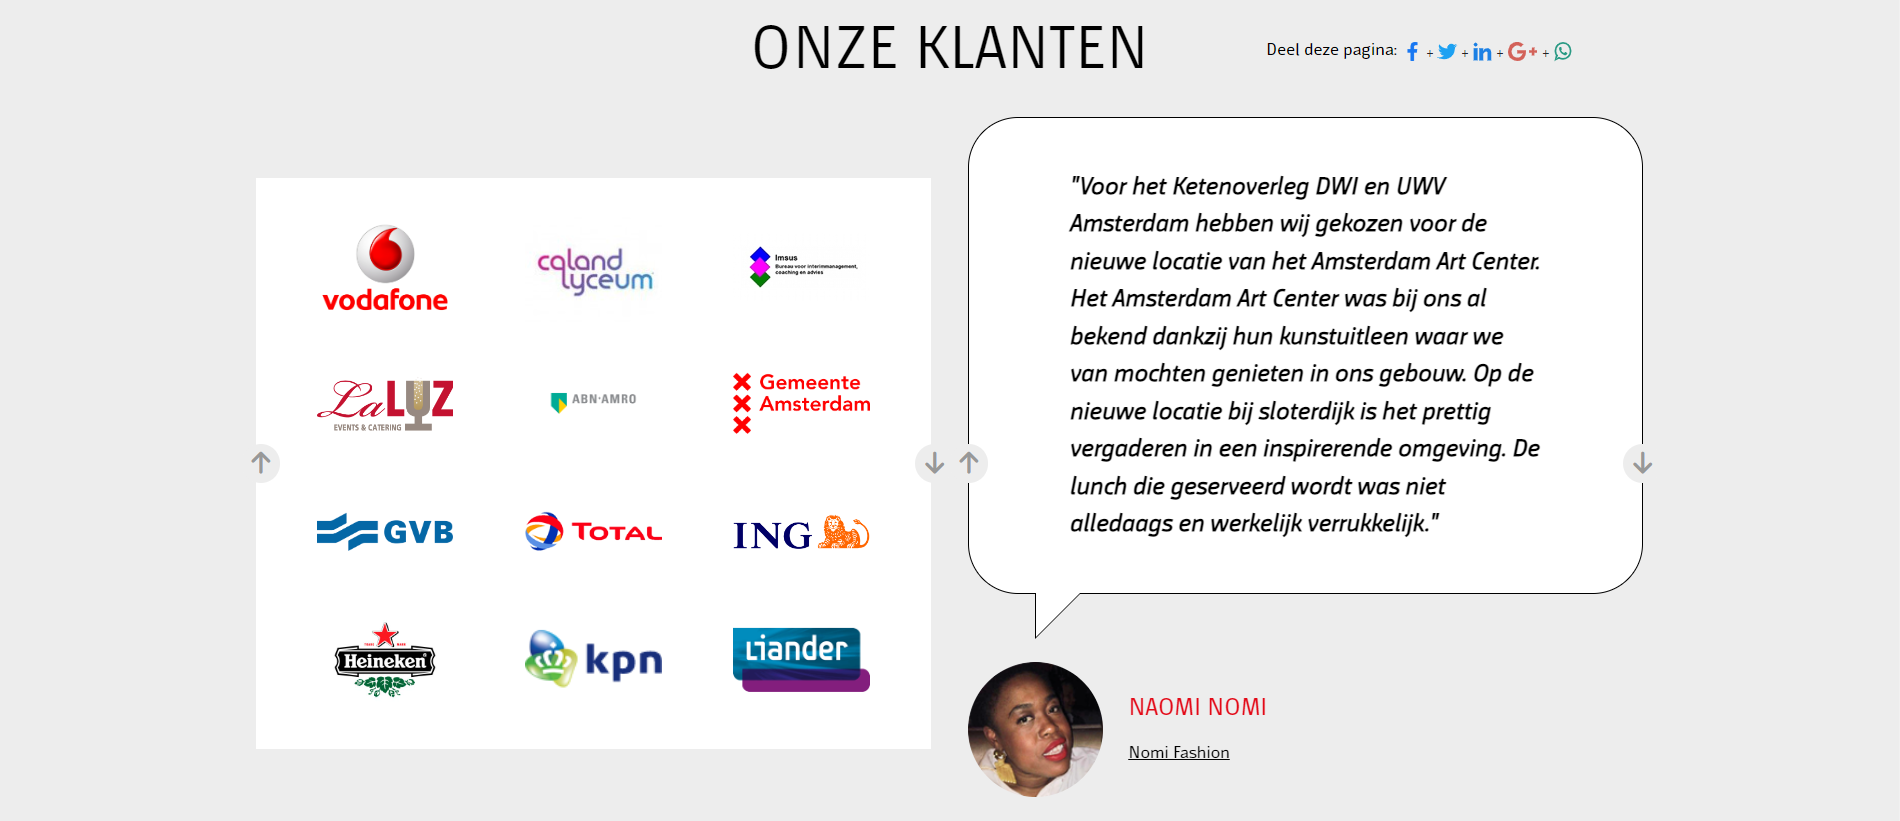 ONZE KLANTEN
Deel deze pagina:
+ + + +
vodafone
caland
lyceum
Imsus
Bureau voor interimmanagement,
coaching en advies
LaLUZ
EVENTS & CATERING
ABN·AMRO
Gemeente
Amsterdam
GVB
TOTAL
ING
Heineken
kpn
Liander
"Voor het Ketenoverleg DWI en UWV
Amsterdam hebben wij gekozen voor de
nieuwe locatie van het Amsterdam Art Center.
Het Amsterdam Art Center was bij ons al
bekend dankzij hun kunstuitleen waar we
van mochten genieten in ons gebouw. Op de
nieuwe locatie bij sloterdijk is het prettig
vergaderen in een inspirerende omgeving. De
lunch die geserveerd wordt was niet
alledaags en werkelijk verrukkelijk."
NAOMI NOMI
Nomi Fashion